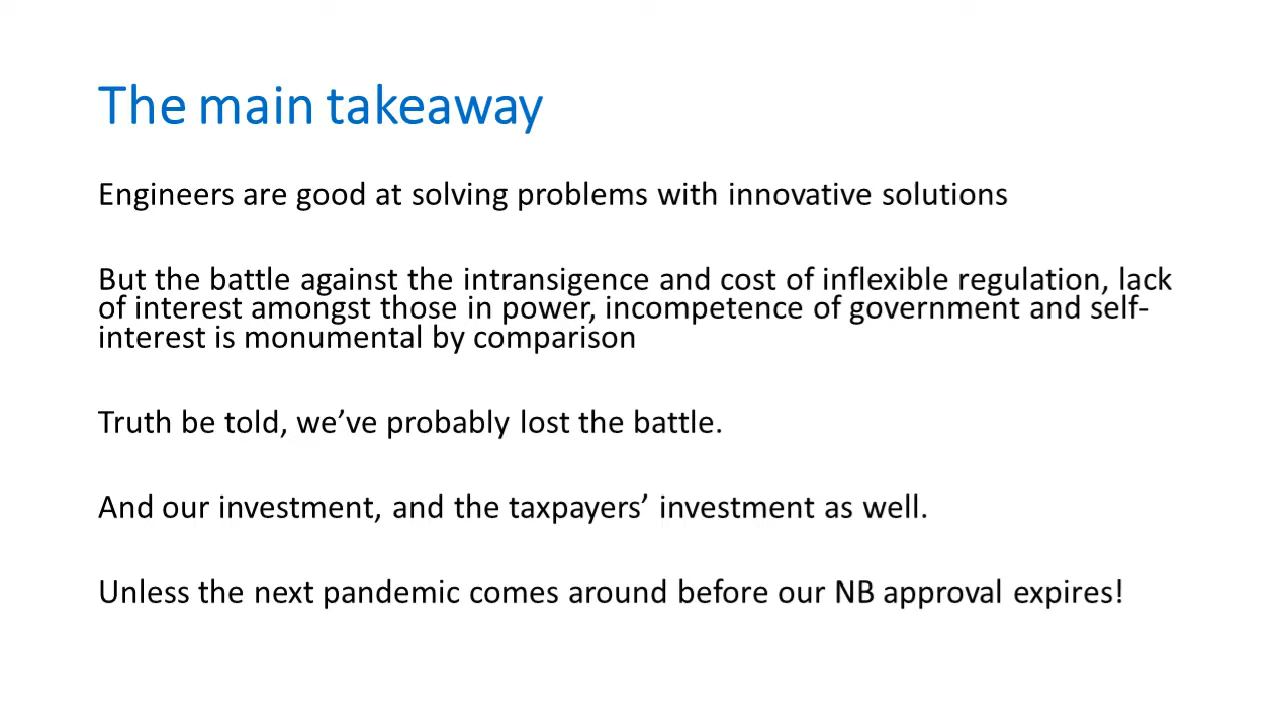 The main takeaway
Engineers are good at solving problems with innovative solutions
But the battle against the intransigence and cost of inflexible regulation, lack
of interest amongst those in power, incompetence of government and self-
interest is monumental by comparison
Truth be told, we’ve probably lost the battle.
And our investment, and the taxpayers’ investment as well.
Unless the next pandemic comes around before our NB approval expires!